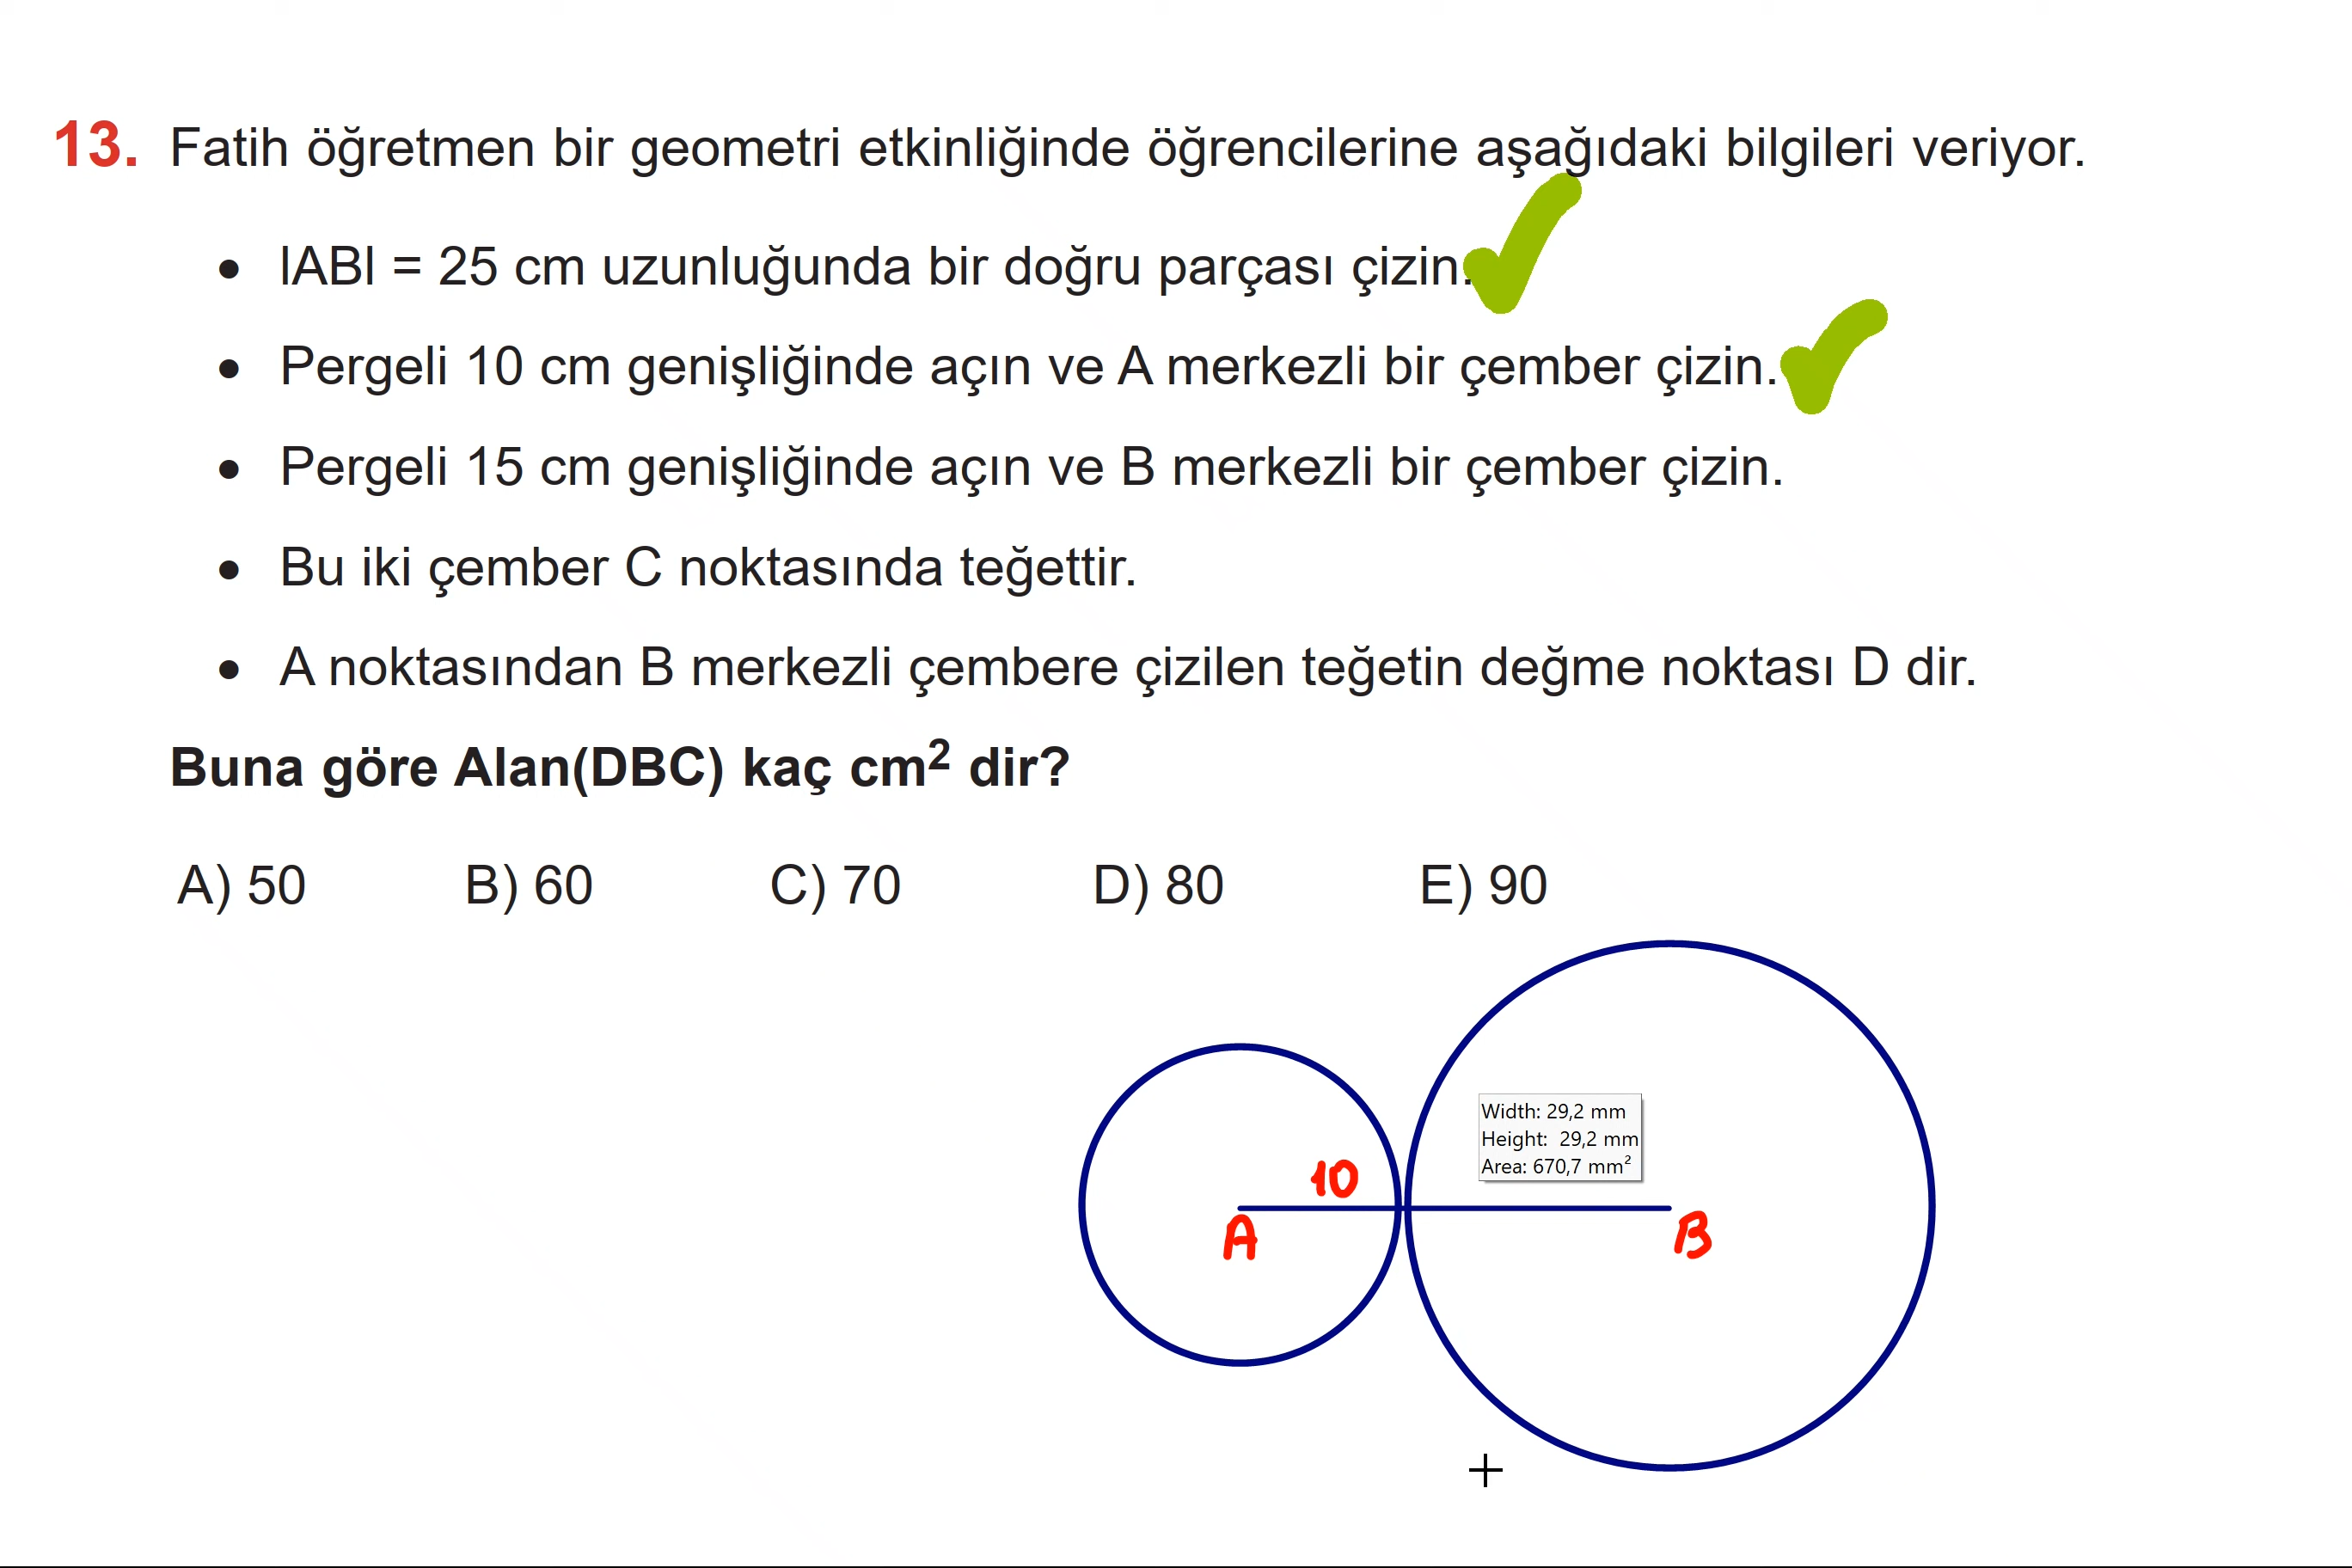 13. Fatih öğretmen bir geometri etkinliğinde öğrencilerine aşağıdaki bilgileri veriyor.
• lABl = 25 cm uzunluğunda bir doğru parçası çizin.
• Pergeli 10 cm genişliğinde açın ve A merkezli bir çember çizin.
• Pergeli 15 cm genişliğinde açın ve B merkezli bir çember çizin.
• Bu iki çember C noktasında teğettir.
• A noktasından B merkezli çembere çizilen teğetin değme noktası D dir.
Buna göre Alan(DBC) kaç cm² dir?
A) 50 B) 60 C) 70 D) 80 E) 90
Width: 29,2 mm
Height: 29,2 mm
Area: 670,7 mm²
10
A
B